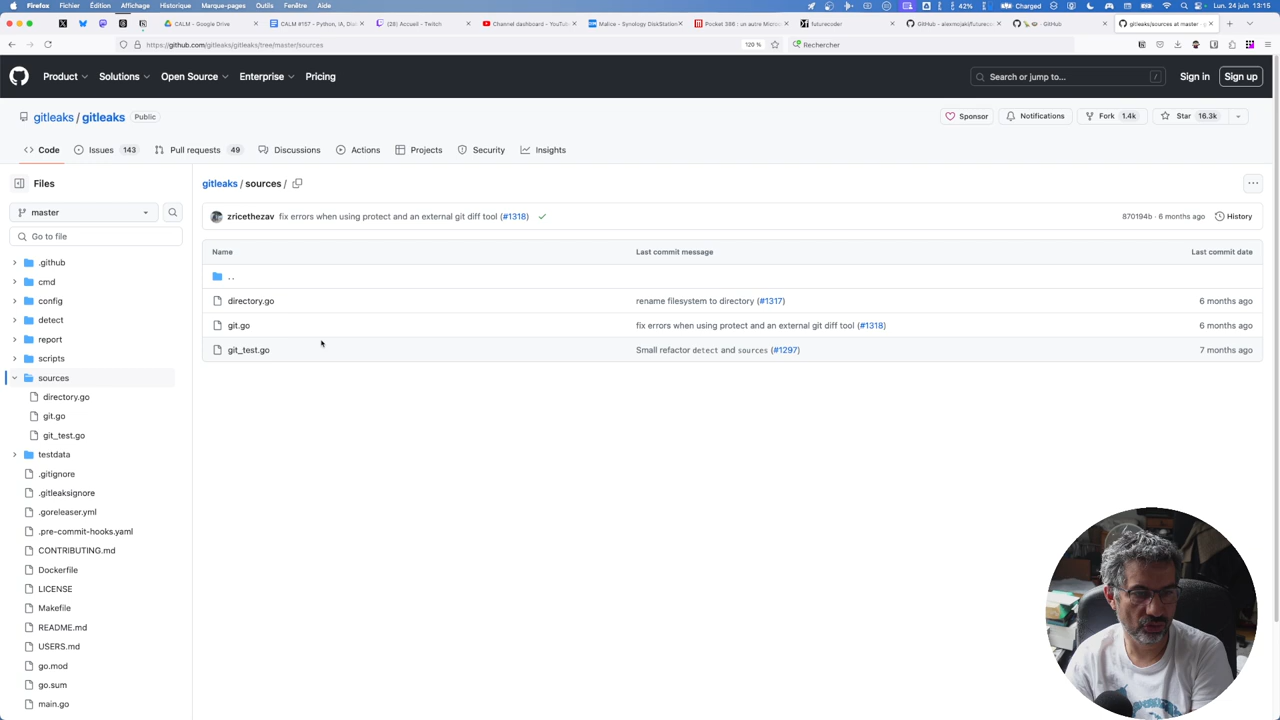 Firefox Fichier Édition Affichage Historique Marque-pages Outils Fenêtre Aide 42% Charged Lun. 24 juin 13:15
CALM – Google Drive
CALM #157 - Python, IA, Dis
(28) Accueil - Twitch
Channel dashboard - YouTube
Malice - Synology DiskStation
Pocket 386 : un autre Micro
futurecoder
GitHub - alexmojaki/futureco
GitHub
gitleaks/sources at master · g
https://github.com/gitleaks/gitleaks/tree/master/sources
120 %
Rechercher
Product Solutions Open Source Enterprise Pricing
Search or jump to... /
Sign in
Sign up
gitleaks / gitleaks Public
Sponsor Notifications Fork 1.4k Star 16.3k
Code Issues 143 Pull requests 49 Discussions Actions Projects Security Insights
Files
master
Go to file
.github
cmd
config
detect
report
scripts
sources
directory.go
git.go
git_test.go
testdata
.gitignore
.gitleaksignore
.goreleaser.yml
.pre-commit-hooks.yaml
CONTRIBUTING.md
Dockerfile
LICENSE
Makefile
README.md
USERS.md
go.mod
go.sum
main.go
gitleaks / sources /
zricethezav fix errors when using protect and an external git diff tool (#1318) 870194b · 6 months ago History
Name Last commit message Last commit date
. .
directory.go rename filesystem to directory (#1317) 6 months ago
git.go fix errors when using protect and an external git diff tool (#1318) 6 months ago
git_test.go Small refactor detect and sources (#1297) 7 months ago